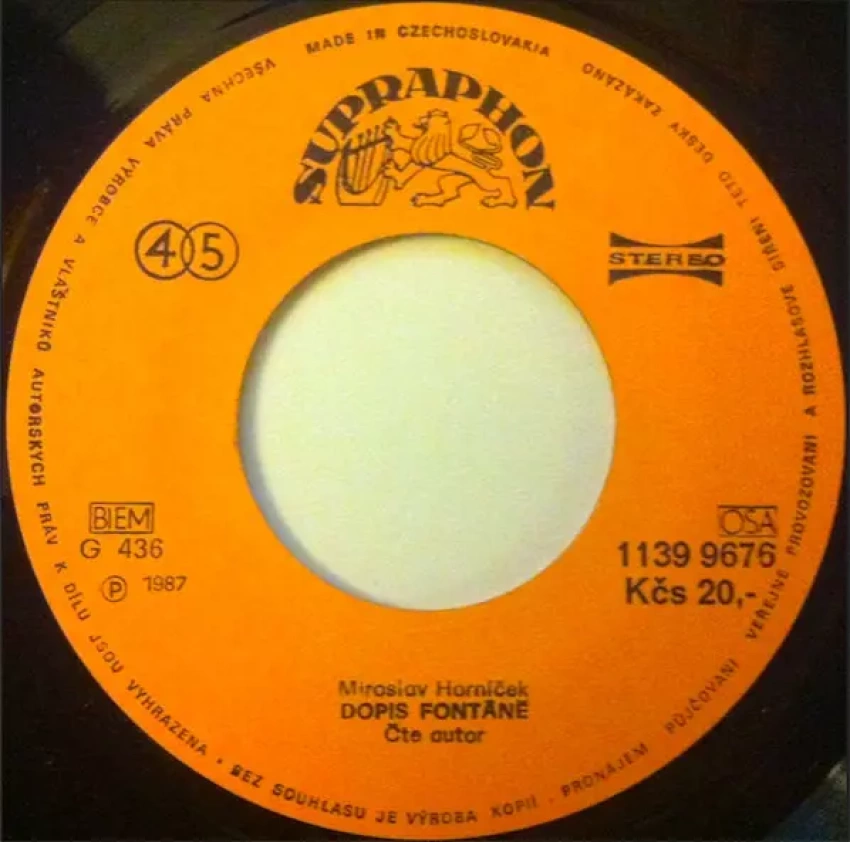 MADE IN CZECHOSLOVAKIA
SUPRAPHON
45
STEREO
BIEM
G 436
Ⓟ 1987
OSA
1139 9676
Kčs 20,-
Miroslav Horníček
DOPIS FONTÁNĚ
Čte autor
VŠECHNA PRÁVA VÝROBCE A VLASTNÍKŮ AUTORSKÝCH PRÁV K DÍLU JSOU VYHRAZENA • BEZ SOUHLASU JE VÝROBA KOPIÍ, PRONÁJEM PŮJČOVÁNÍ VEŘEJNÉ PROVOZOVÁNÍ A ROZHLASOVÉ ŠÍŘENÍ TÉTO DESKY ZAKÁZÁNO